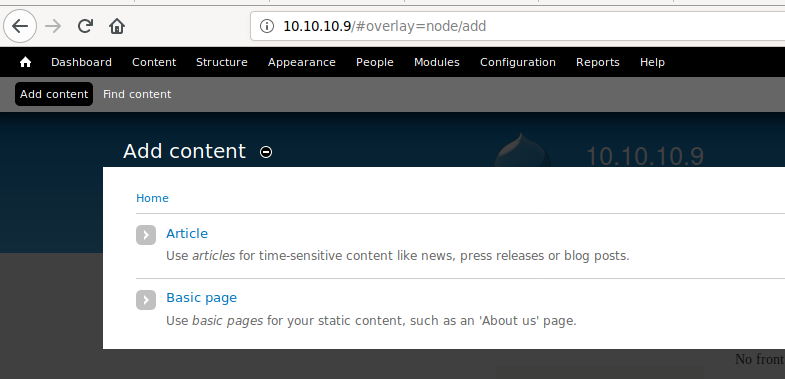 10.10.10.9/#overlay=node/add
Dashboard Content Structure Appearance People Modules Configuration Reports Help
Add content Find content
Add content
10.10.10.9
Home
Article
Use articles for time-sensitive content like news, press releases or blog posts.
Basic page
Use basic pages for your static content, such as an 'About us' page.
No front